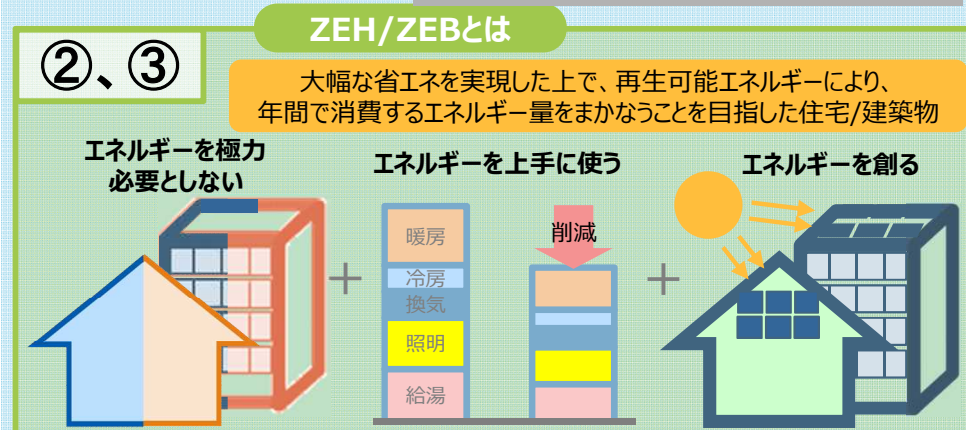 ZEH/ZEBとは
②、③
大幅な省エネを実現した上で、再生可能エネルギーにより、
年間で消費するエネルギー量をまかなうことを目指した住宅/建築物
エネルギーを極力
必要としない
エネルギーを上手に使う
エネルギーを創る
暖房
冷房
換気
照明
給湯
削減
+
+